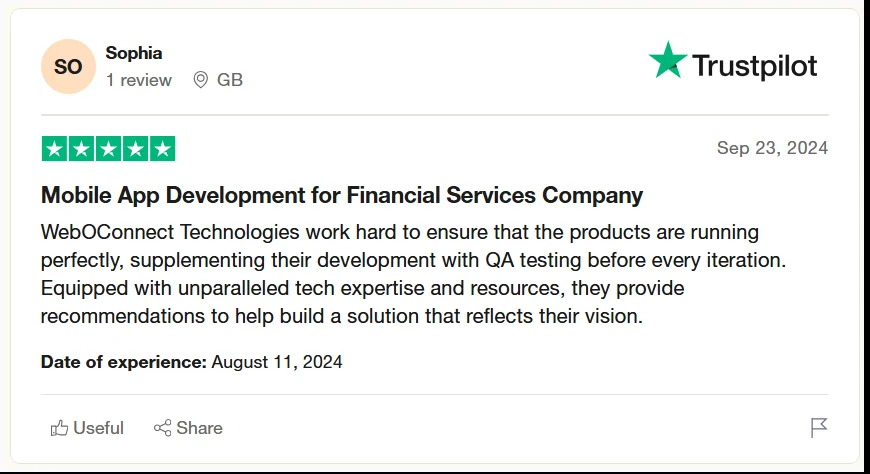 SO
Sophia
1 review GB
Trustpilot
Sep 23, 2024
Mobile App Development for Financial Services Company
WebOConnect Technologies work hard to ensure that the products are running
perfectly, supplementing their development with QA testing before every iteration.
Equipped with unparalleled tech expertise and resources, they provide
recommendations to help build a solution that reflects their vision.
Date of experience: August 11, 2024
Useful Share